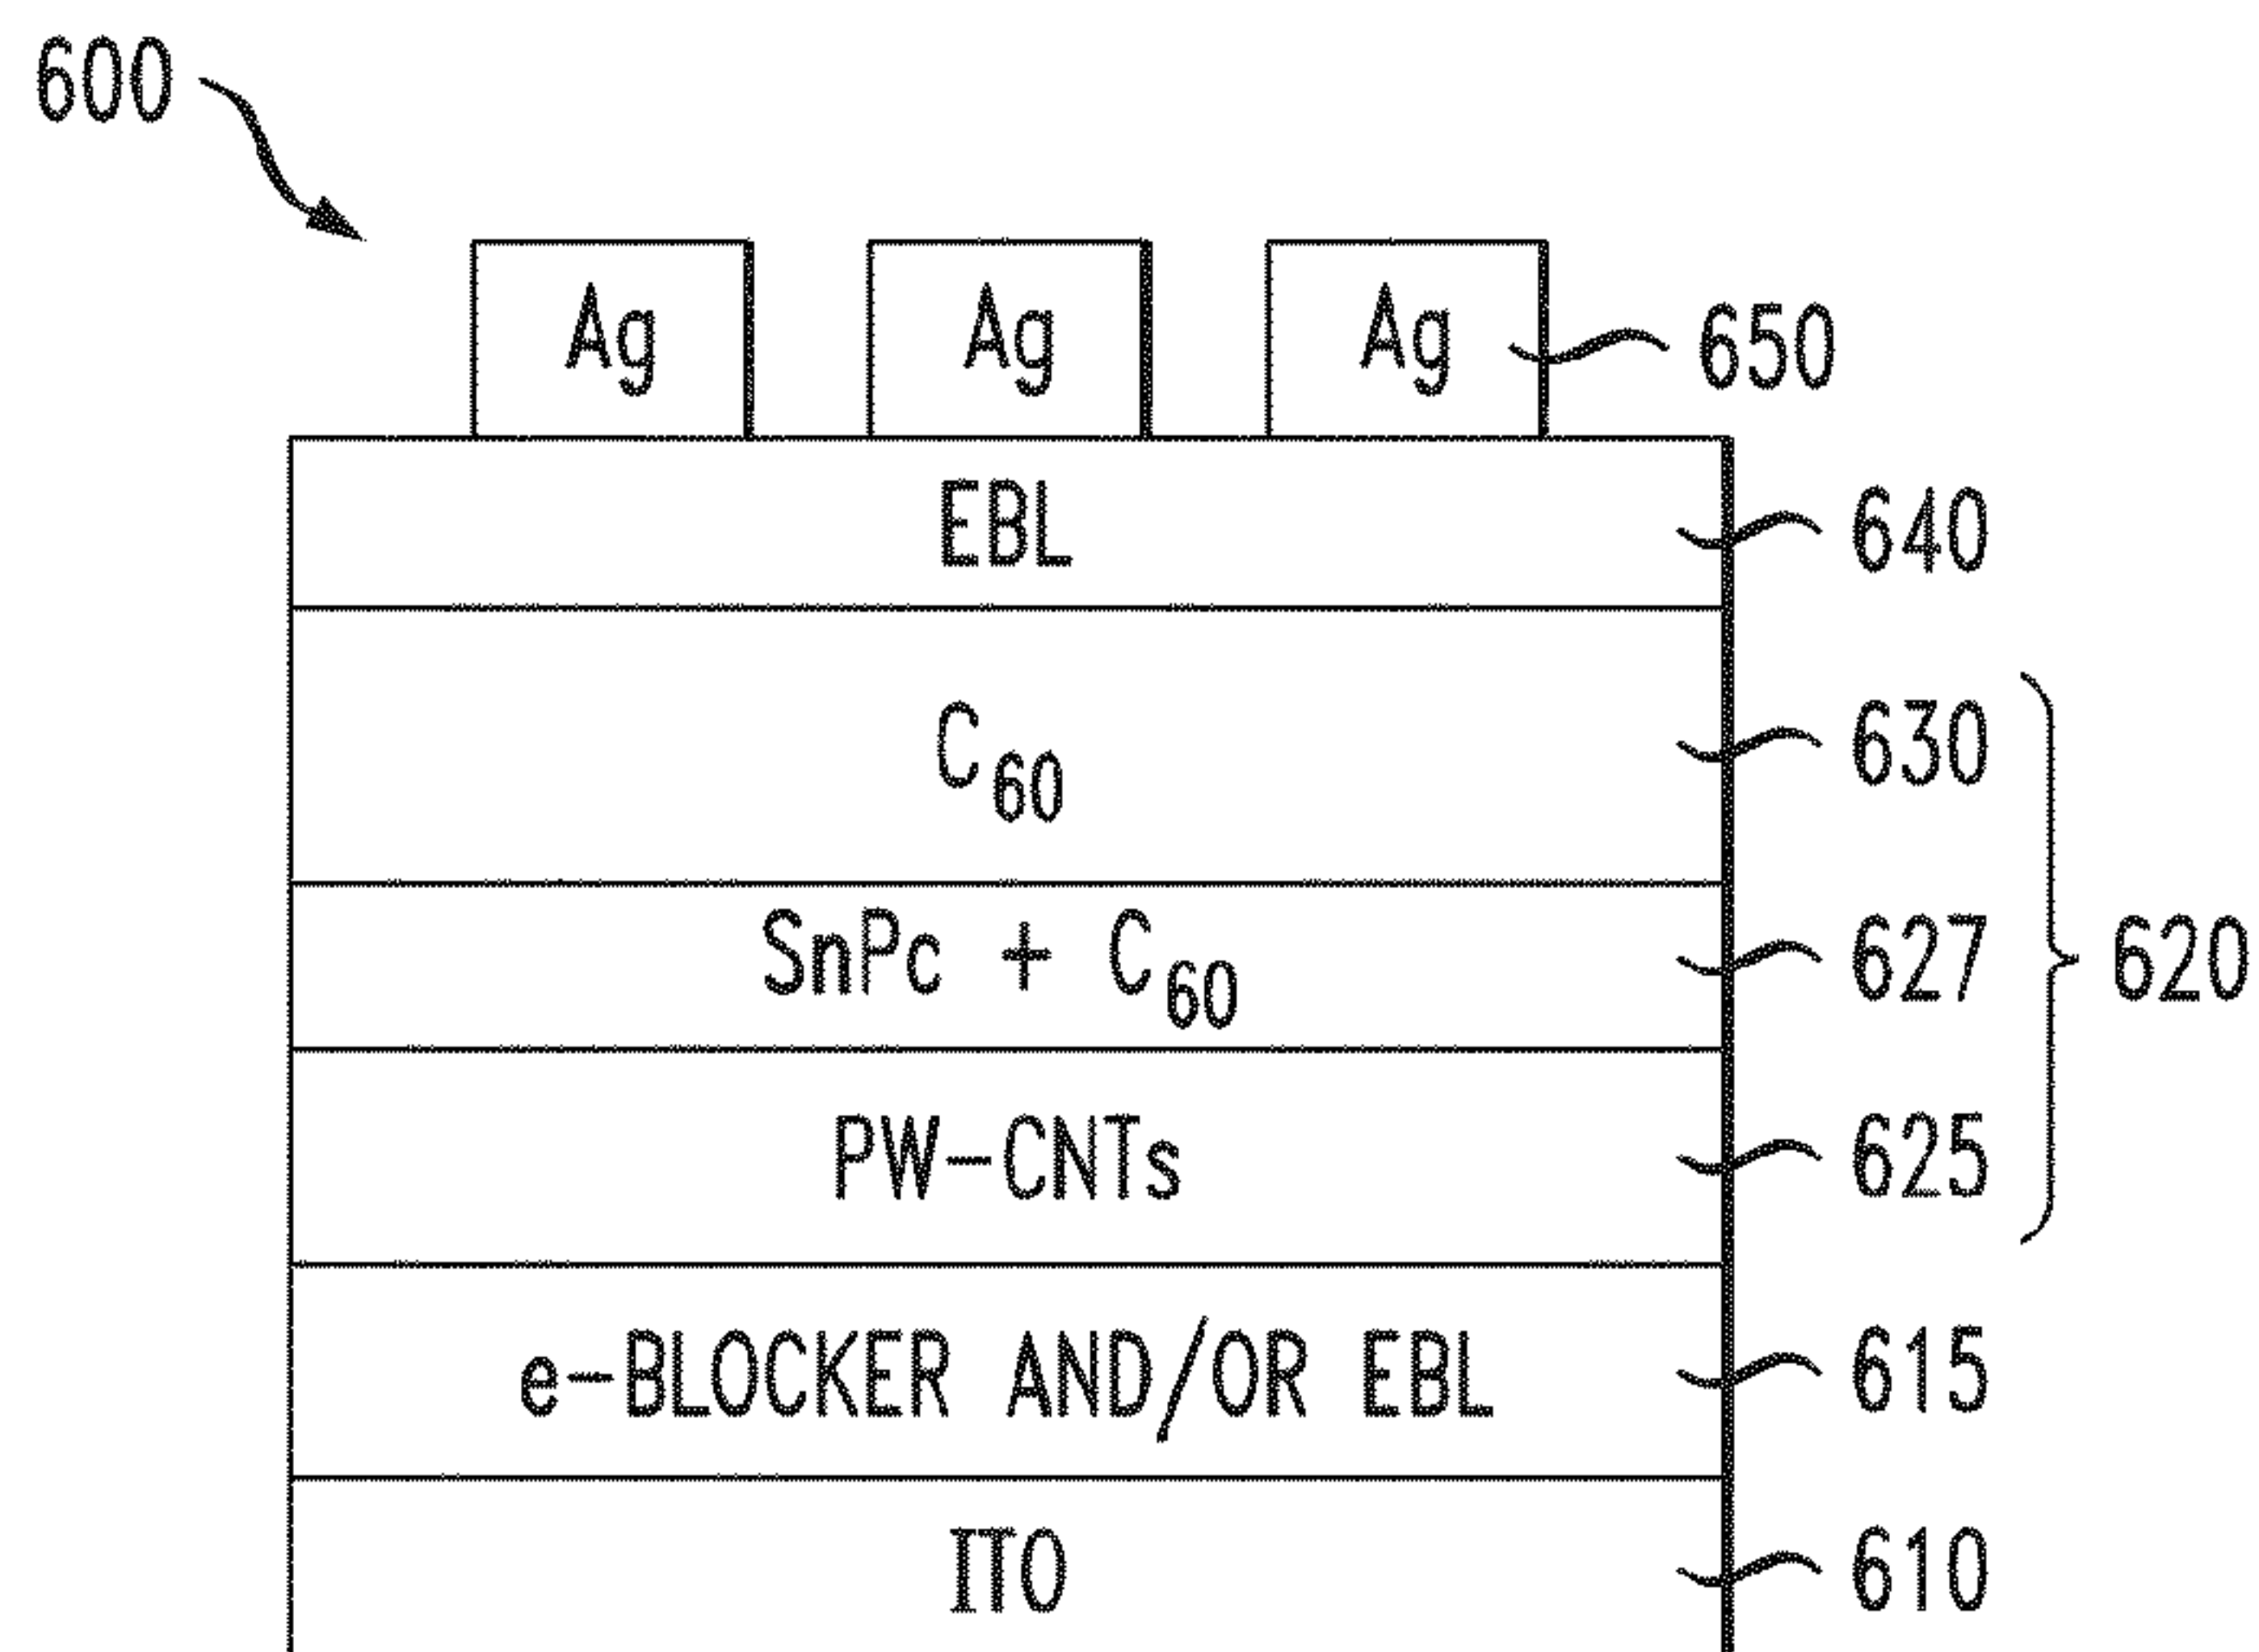 600
Ag Ag Ag 650
EBL 640
C₆₀ 630
SnPc + C₆₀ 627 620
PW-CNTs 625
e-BLOCKER AND/OR EBL 615
ITO 610